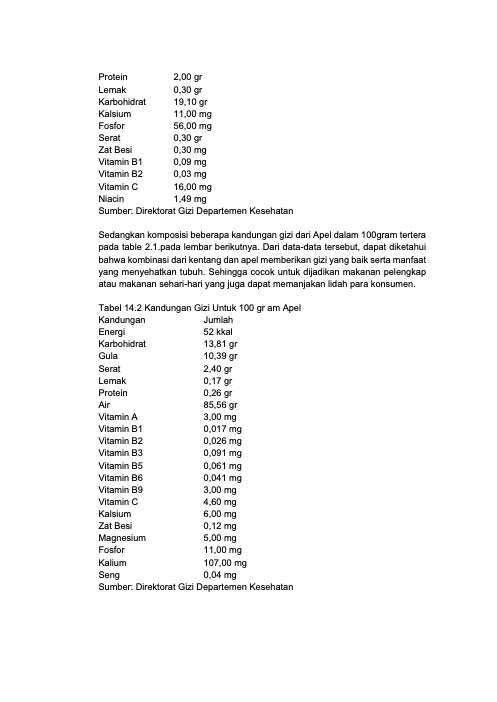 Protein 2,00 gr
Lemak 0,30 gr
Karbohidrat 19,10 gr
Kalsium 11,00 mg
Fosfor 56,00 mg
Serat 0,30 gr
Zat Besi 0,30 mg
Vitamin B1 0,09 mg
Vitamin B2 0,03 mg
Vitamin C 16,00 mg
Niacin 1,49 mg
Sumber: Direktorat Gizi Departemen Kesehatan
Sedangkan komposisi beberapa kandungan gizi dari Apel dalam 100gram tertera
pada table 2.1.pada lembar berikutnya. Dari data-data tersebut, dapat diketahui
bahwa kombinasi dari kentang dan apel memberikan gizi yang baik serta manfaat
yang menyehatkan tubuh. Sehingga cocok untuk dijadikan makanan pelengkap
atau makanan sehari-hari yang juga dapat memanjakan lidah para konsumen.
Tabel 14.2 Kandungan Gizi Untuk 100 gr am Apel
Kandungan Jumlah
Energi 52 kkal
Karbohidrat 13,81 gr
Gula 10,39 gr
Serat 2,40 gr
Lemak 0,17 gr
Protein 0,26 gr
Air 85,56 gr
Vitamin A 3,00 mg
Vitamin B1 0,017 mg
Vitamin B2 0,026 mg
Vitamin B3 0,091 mg
Vitamin B5 0,061 mg
Vitamin B6 0,041 mg
Vitamin B9 3,00 mg
Vitamin C 4,60 mg
Kalsium 6,00 mg
Zat Besi 0,12 mg
Magnesium 5,00 mg
Fosfor 11,00 mg
Kalium 107,00 mg
Seng 0,04 mg
Sumber: Direktorat Gizi Departemen Kesehatan